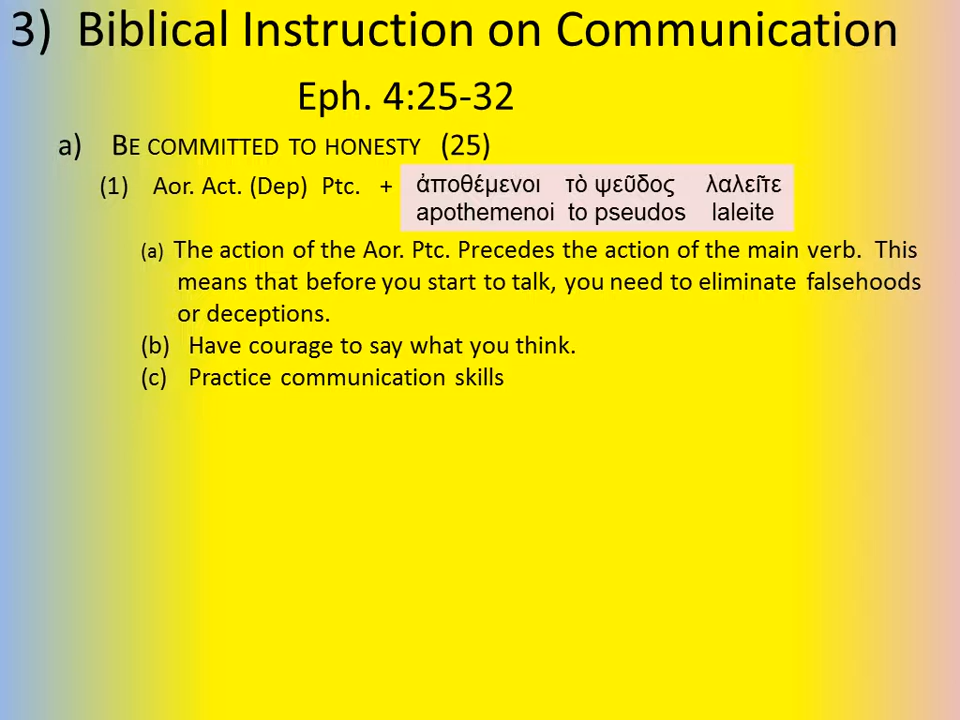 3) Biblical Instruction on Communication
Eph. 4:25-32
a) BE COMMITTED TO HONESTY (25)
(1) Aor. Act. (Dep) Ptc. + ἀποθέμενοι τὸ ψεῦδος λαλεῖτε
apothemenoi to pseudos laleite
(a) The action of the Aor. Ptc. Precedes the action of the main verb. This
means that before you start to talk, you need to eliminate falsehoods
or deceptions.
(b) Have courage to say what you think.
(c) Practice communication skills